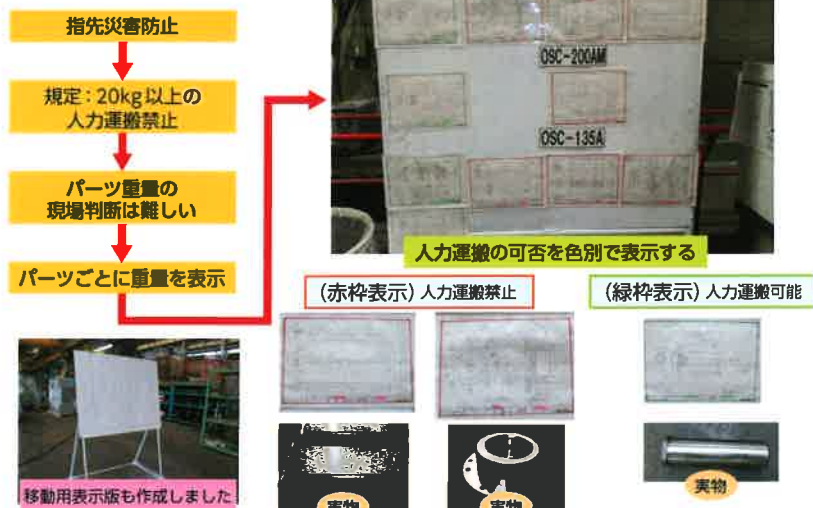 指先災害防止
規定：20kg以上の
人力運搬禁止
パーツ重量の
現場判断は難しい
パーツごとに重量を表示
OSC-200AM
OSC-135A
人力運搬の可否を色別で表示する
(赤枠表示) 人力運搬禁止
(緑枠表示) 人力運搬可能
移動用表示版も作成しました
実物
実物
実物